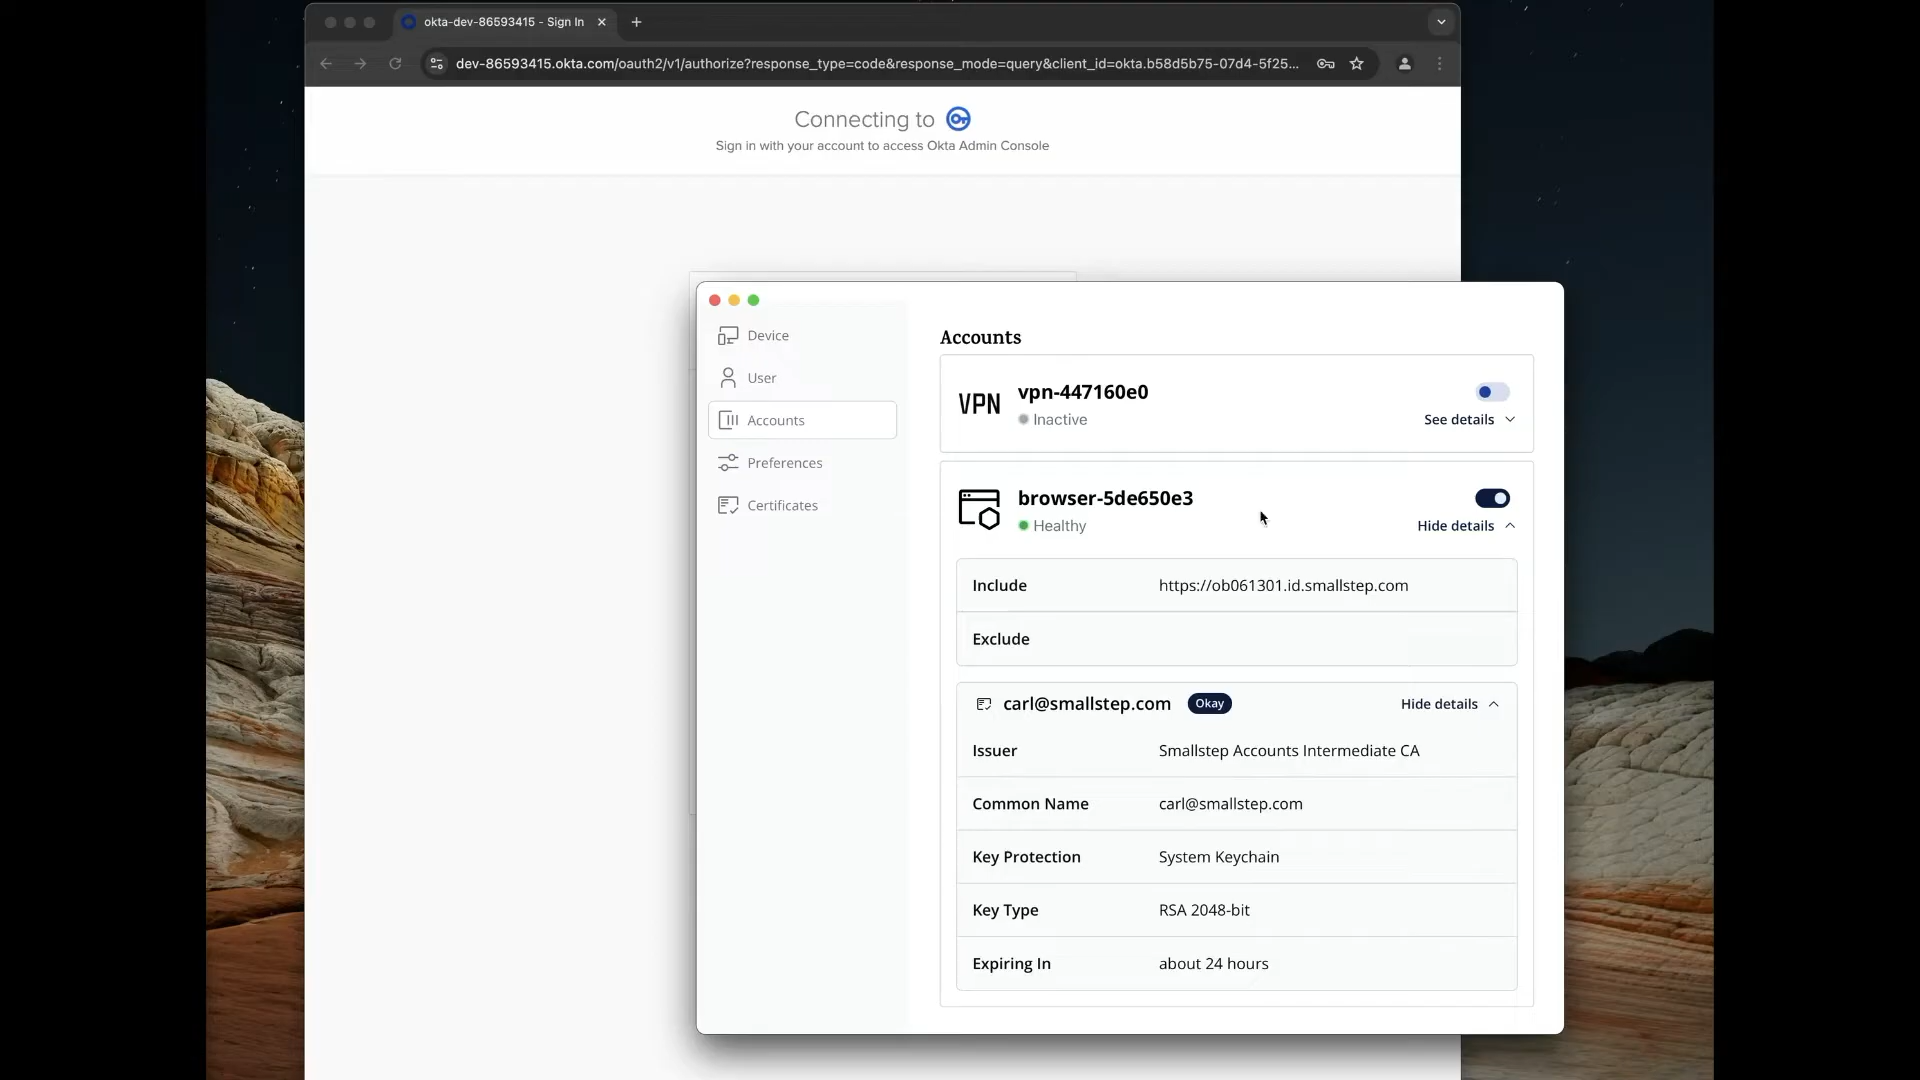 okta-dev-86593415 - Sign In
dev-86593415.okta.com/oauth2/v1/authorize?response_type=code&response_mode=query&client_id=okta.b58d5b75-07d4-5f25...
Connecting to
Sign in with your account to access Okta Admin Console
Device
User
Accounts
Preferences
Certificates
Accounts
VPN
vpn-447160e0
Inactive
See details
browser-5de650e3
Healthy
Hide details
Include https://ob061301.id.smallstep.com
Exclude
carl@smallstep.com Okay Hide details
Issuer Smallstep Accounts Intermediate CA
Common Name carl@smallstep.com
Key Protection System Keychain
Key Type RSA 2048-bit
Expiring In about 24 hours